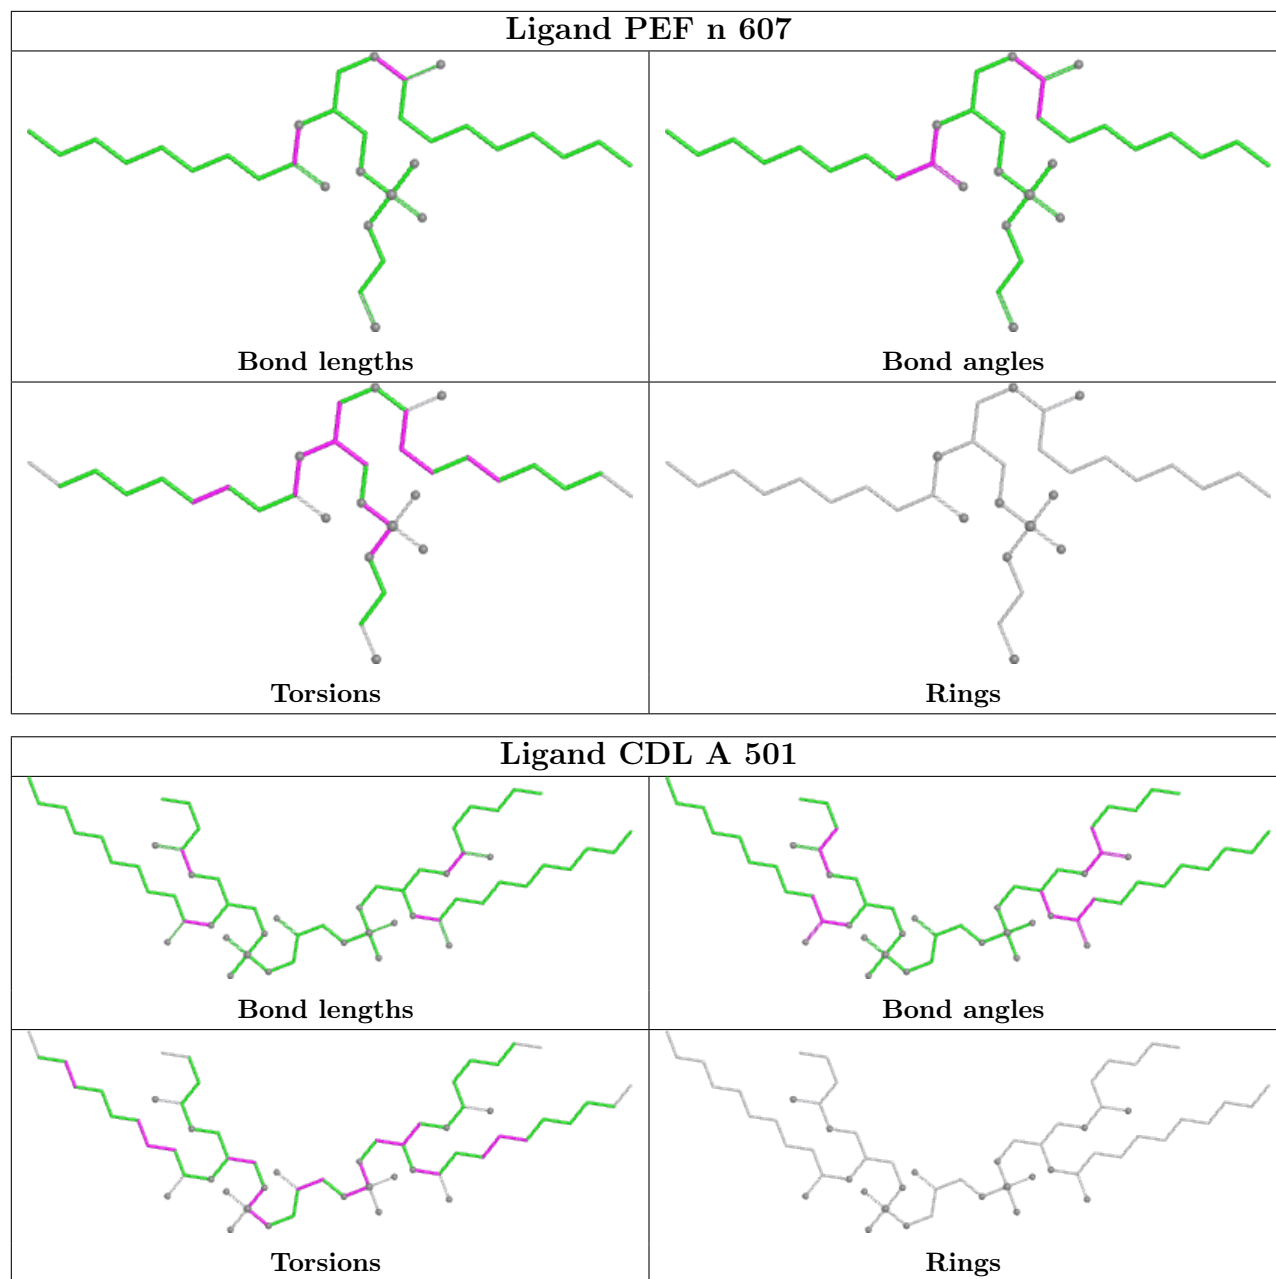 Ligand PEF n 607
Bond lengths
Bond angles
Torsions
Rings
Ligand CDL A 501
Bond lengths
Bond angles
Torsions
Rings